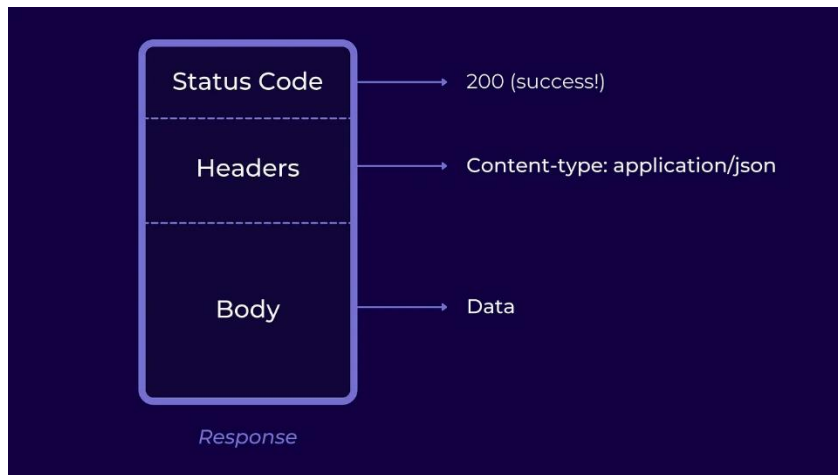 Status Code
200 (success!)
Headers
Content-type: application/json
Body
Data
Response